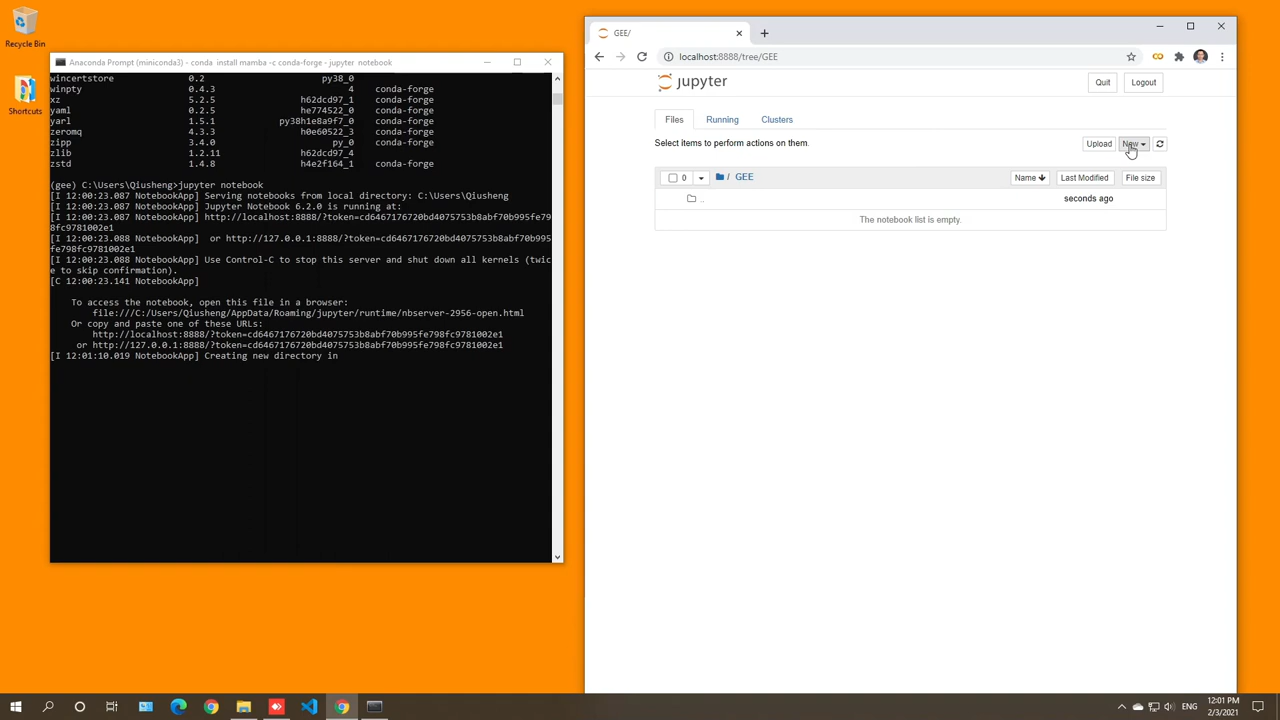 Recycle Bin
Shortcuts
Anaconda Prompt (miniconda3) - conda install mamba -c conda-forge - jupyter notebook
wincertstore 0.2 py38_0
winpty 0.4.3 4 conda-forge
xz 5.2.5 h62dcd97_1 conda-forge
yaml 0.2.5 he774522_0 conda-forge
yarl 1.5.1 py38h1e8a9f7_0 conda-forge
zeromq 4.3.3 h0e60522_3 conda-forge
zipp 3.4.0 py_0 conda-forge
zlib 1.2.11 h62dcd97_4
zstd 1.4.8 h4e2f164_1 conda-forge
(gee) C:\Users\Qiusheng>jupyter notebook
[I 12:00:23.087 NotebookApp] Serving notebooks from local directory: C:\Users\Qiusheng
[I 12:00:23.087 NotebookApp] Jupyter Notebook 6.2.0 is running at:
[I 12:00:23.087 NotebookApp] http://localhost:8888/?token=cd6467176720bd4075753b8abf70b995fe79
8fc9781002e1
[I 12:00:23.088 NotebookApp]  or http://127.0.0.1:8888/?token=cd6467176720bd4075753b8abf70b995
fe798fc9781002e1
[I 12:00:23.088 NotebookApp] Use Control-C to stop this server and shut down all kernels (twic
e to skip confirmation).
[C 12:00:23.141 NotebookApp]
To access the notebook, open this file in a browser:
file:///C:/Users/Qiusheng/AppData/Roaming/jupyter/runtime/nbserver-2956-open.html
Or copy and paste one of these URLs:
http://localhost:8888/?token=cd6467176720bd4075753b8abf70b995fe798fc9781002e1
or http://127.0.0.1:8888/?token=cd6467176720bd4075753b8abf70b995fe798fc9781002e1
[I 12:01:10.019 NotebookApp] Creating new directory in
GEE/
localhost:8888/tree/GEE
jupyter
Quit
Logout
Files
Running
Clusters
Select items to perform actions on them.
Upload
New
0
/ GEE
Name
Last Modified
File size
..
seconds ago
The notebook list is empty.
ENG
12:01 PM
2/3/2021